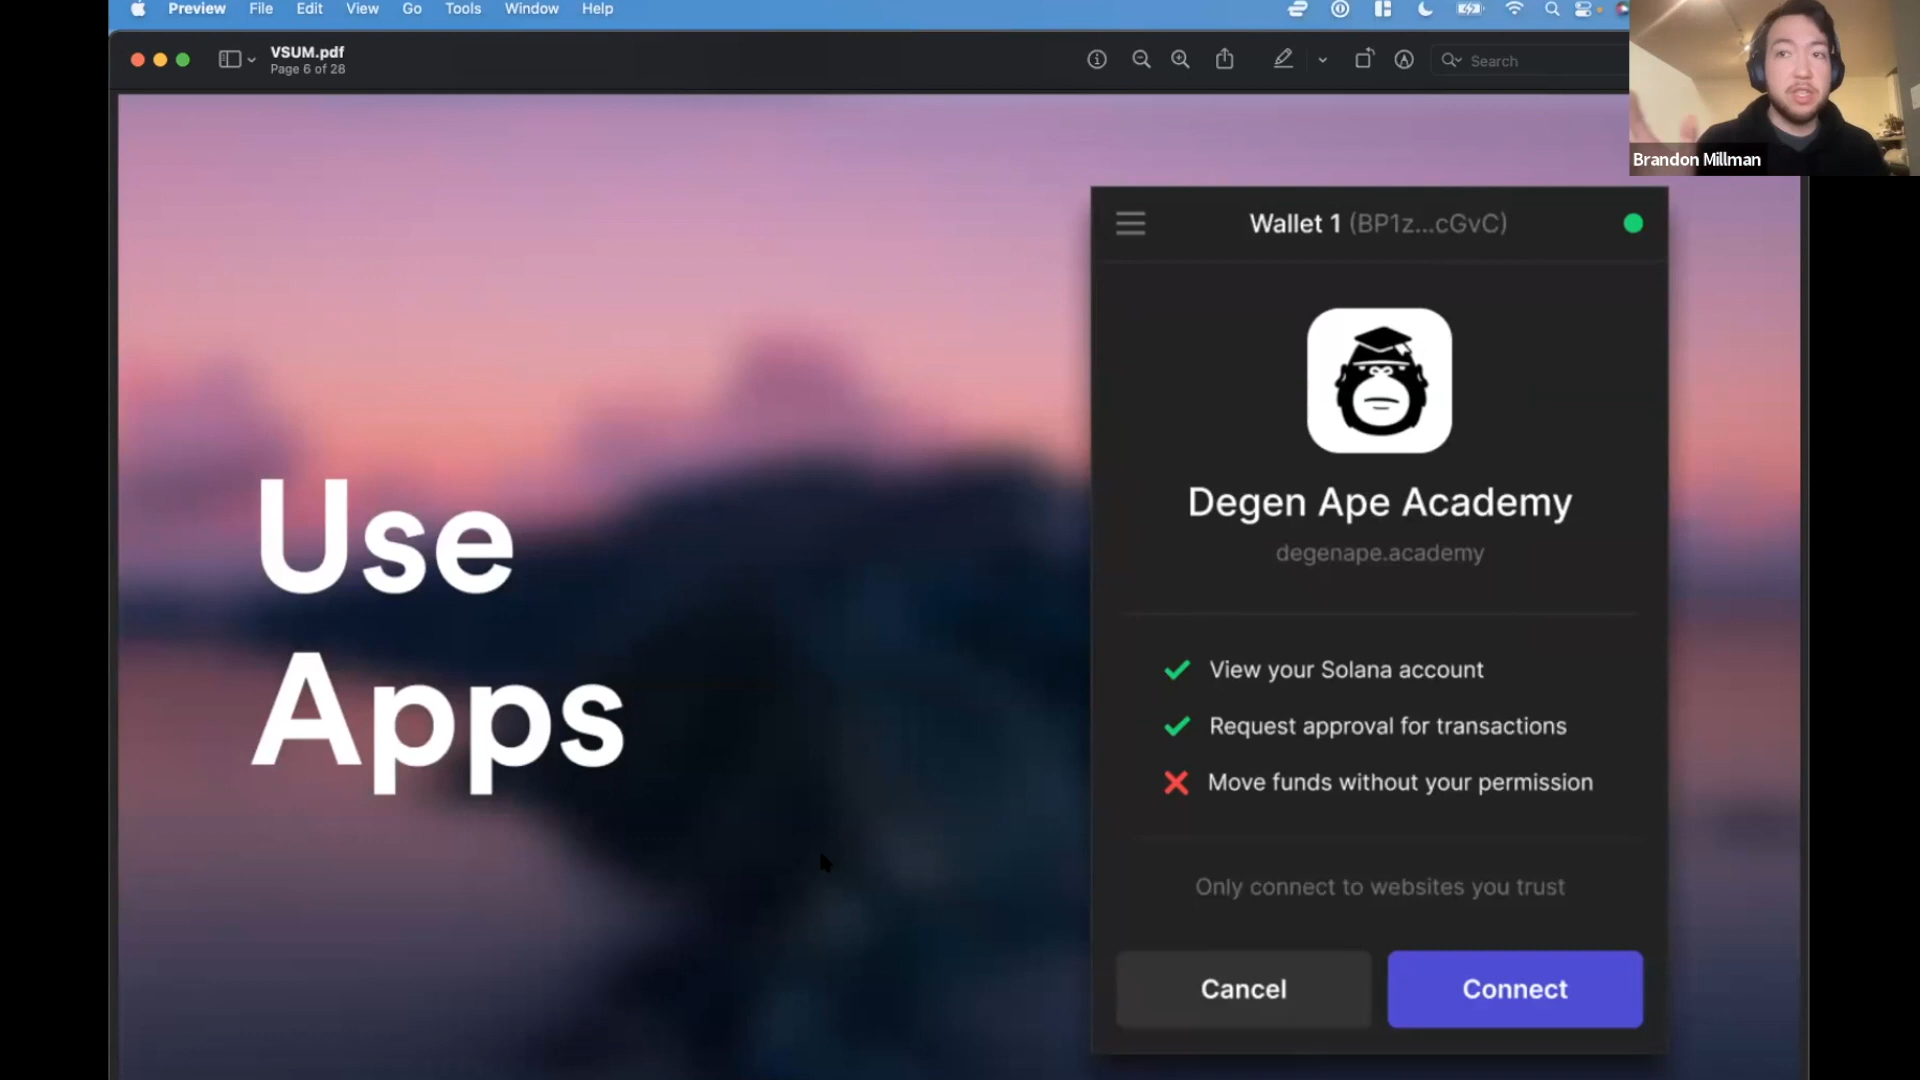 Preview File Edit View Go Tools Window Help
VSUM.pdf
Page 6 of 28
Search
Brandon Millman
Wallet 1 (BP1z...cGvC)
Use
Apps
Degen Ape Academy
degenape.academy
View your Solana account
Request approval for transactions
Move funds without your permission
Only connect to websites you trust
Cancel
Connect